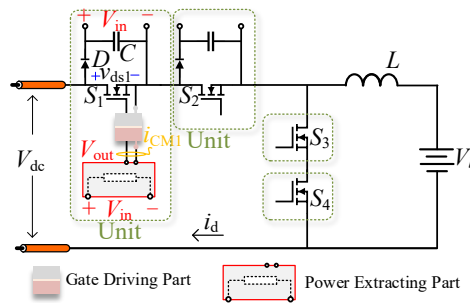 + V_in −
D C
+ v_ds1 −
S_1
S_2
L
i_CM1
Unit
S_3
V_dc
V_out
V_in
+ −
S_4
i_d
Unit
Gate Driving Part
Power Extracting Part